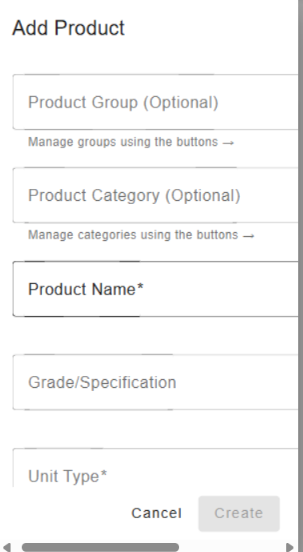 Add Product
Product Group (Optional)
Manage groups using the buttons →
Product Category (Optional)
Manage categories using the buttons →
Product Name*
Grade/Specification
Unit Type*
Cancel Create